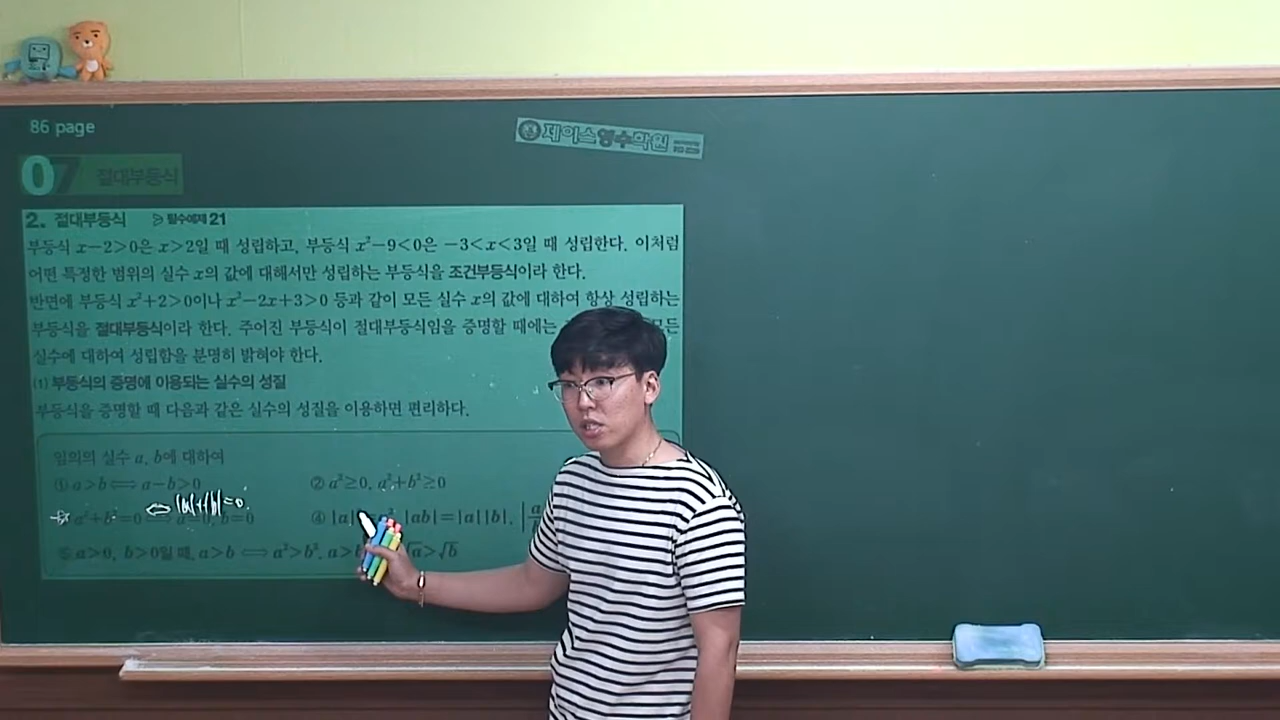 86 page
제이스영수학원
07 절대부등식
2. 절대부등식 필수예제 21
부등식 x-2>0은 x>2일 때 성립하고, 부등식 x²-9<0은 -3<x<3일 때 성립한다. 이처럼
어떤 특정한 범위의 실수 x의 값에 대해서만 성립하는 부등식을 조건부등식이라 한다.
반면에 부등식 x²+2>0이나 x²-2x+3>0 등과 같이 모든 실수 x의 값에 대하여 항상 성립하는
부등식을 절대부등식이라 한다. 주어진 부등식이 절대부등식임을 증명할 때에는 모든
실수에 대하여 성립함을 분명히 밝혀야 한다.
(1) 부등식의 증명에 이용되는 실수의 성질
부등식을 증명할 때 다음과 같은 실수의 성질을 이용하면 편리하다.
임의의 실수 a, b에 대하여
① a>b ⟺ a-b>0 ② a²≥0, a²+b²≥0
⟺ |a|+|b|=0
a²+b²=0 ⟺ a=0, b=0 ④ |a| |ab|=|a||b|,
⑤ a>0, b>0일 때, a>b ⟺ a²>b², a>b √a>√b